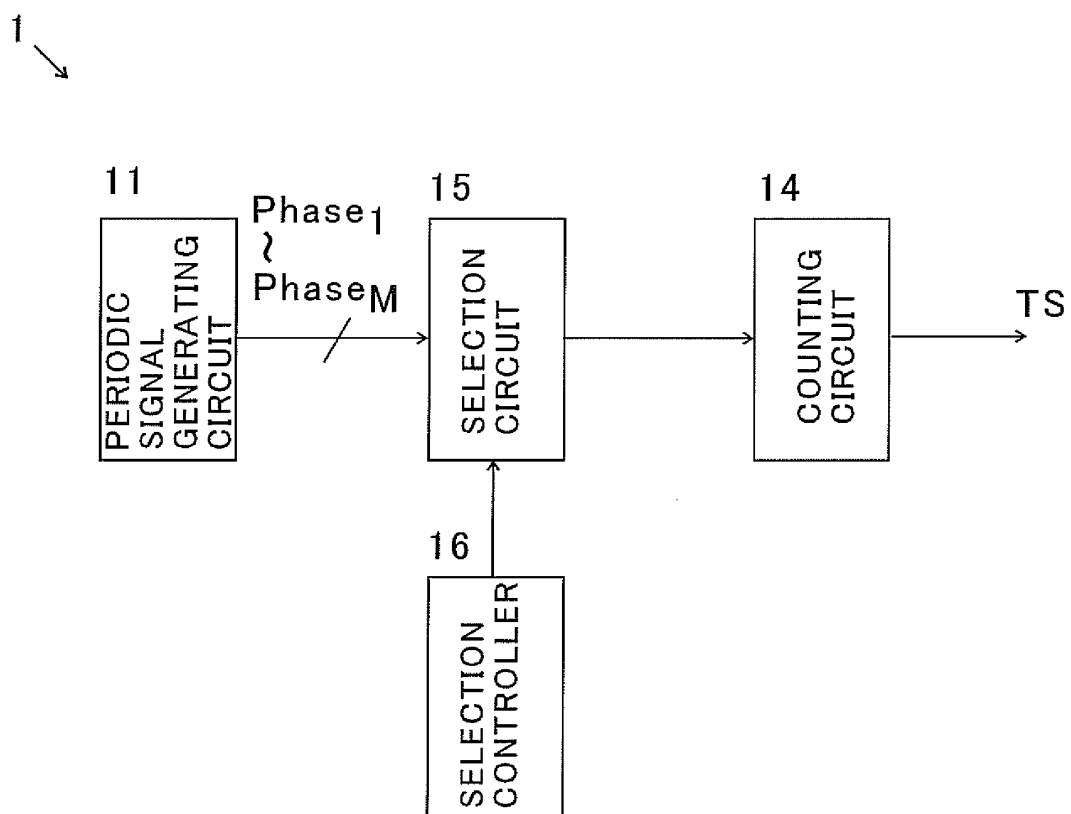 1
11
PERIODIC
SIGNAL
GENERATING
CIRCUIT
Phase1
~
PhaseM
15
SELECTION
CIRCUIT
14
COUNTING
CIRCUIT
TS
16
SELECTION
CONTROLLER